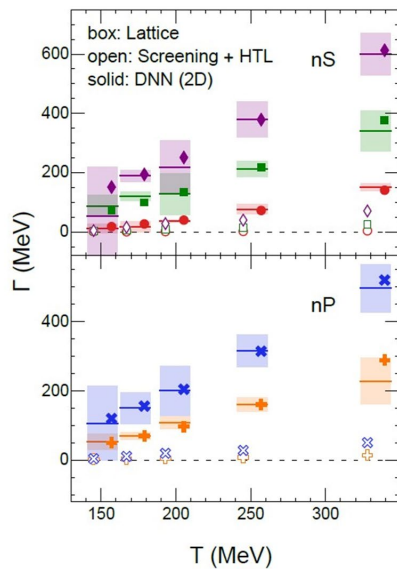 box: Lattice
open: Screening + HTL
solid: DNN (2D)
nS
600
400
200
0
nP
400
200
0
Γ (MeV)
150
200
250
300
T (MeV)